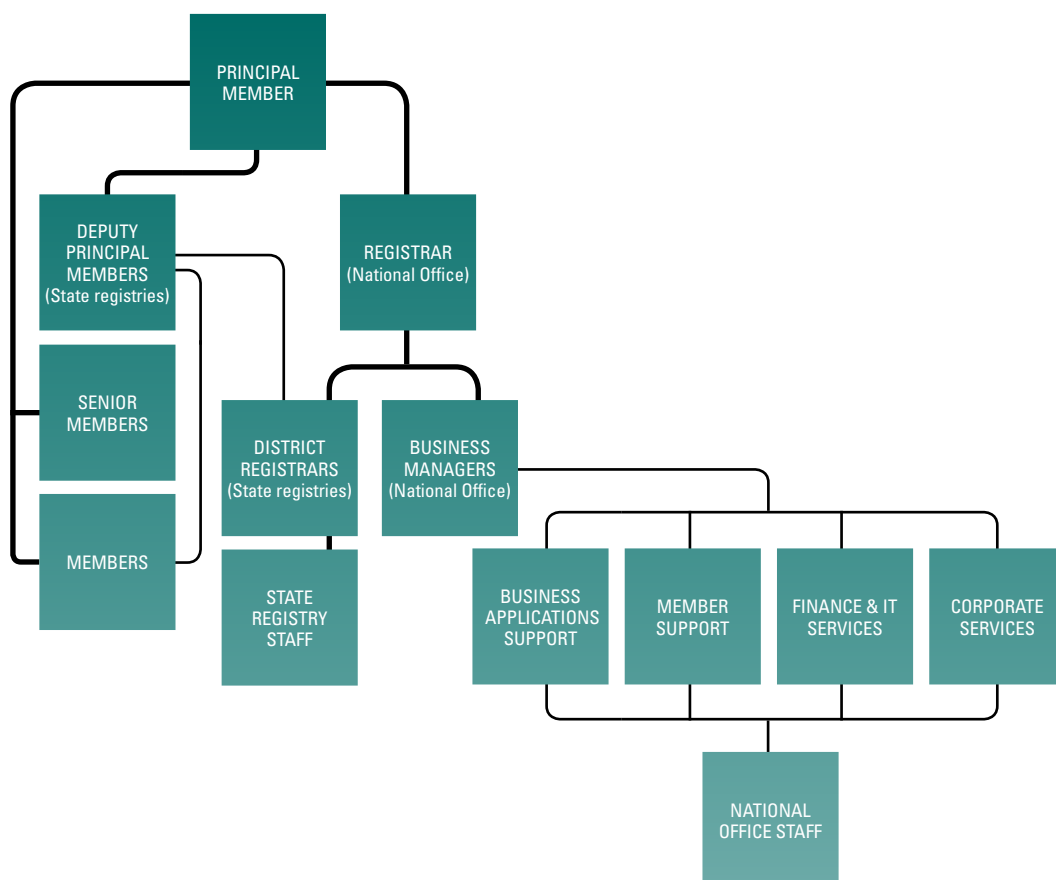 PRINCIPAL
MEMBER
DEPUTY
PRINCIPAL
MEMBERS
(State registries)
REGISTRAR
(National Office)
SENIOR
MEMBERS
DISTRICT
REGISTRARS
(State registries)
BUSINESS
MANAGERS
(National Office)
MEMBERS
STATE
REGISTRY
STAFF
BUSINESS
APPLICATIONS
SUPPORT
MEMBER
SUPPORT
FINANCE & IT
SERVICES
CORPORATE
SERVICES
NATIONAL
OFFICE STAFF